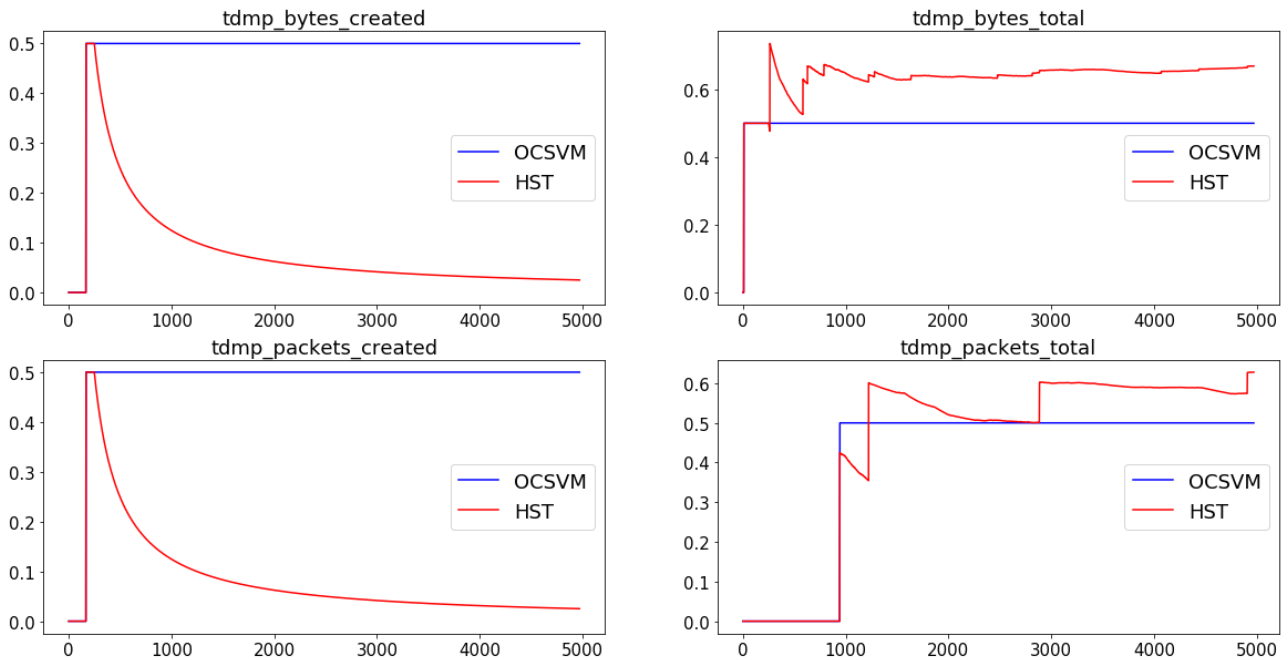 tdmp_bytes_created
0.5
0.4
0.3
0.2
0.1
0.0
OCSVM
HST
0 1000 2000 3000 4000 5000
tdmp_bytes_total
0.6
0.4
0.2
0.0
OCSVM
HST
0 1000 2000 3000 4000 5000
tdmp_packets_created
0.5
0.4
0.3
0.2
0.1
0.0
OCSVM
HST
0 1000 2000 3000 4000 5000
tdmp_packets_total
0.6
0.5
0.4
0.3
0.2
0.1
0.0
OCSVM
HST
0 1000 2000 3000 4000 5000